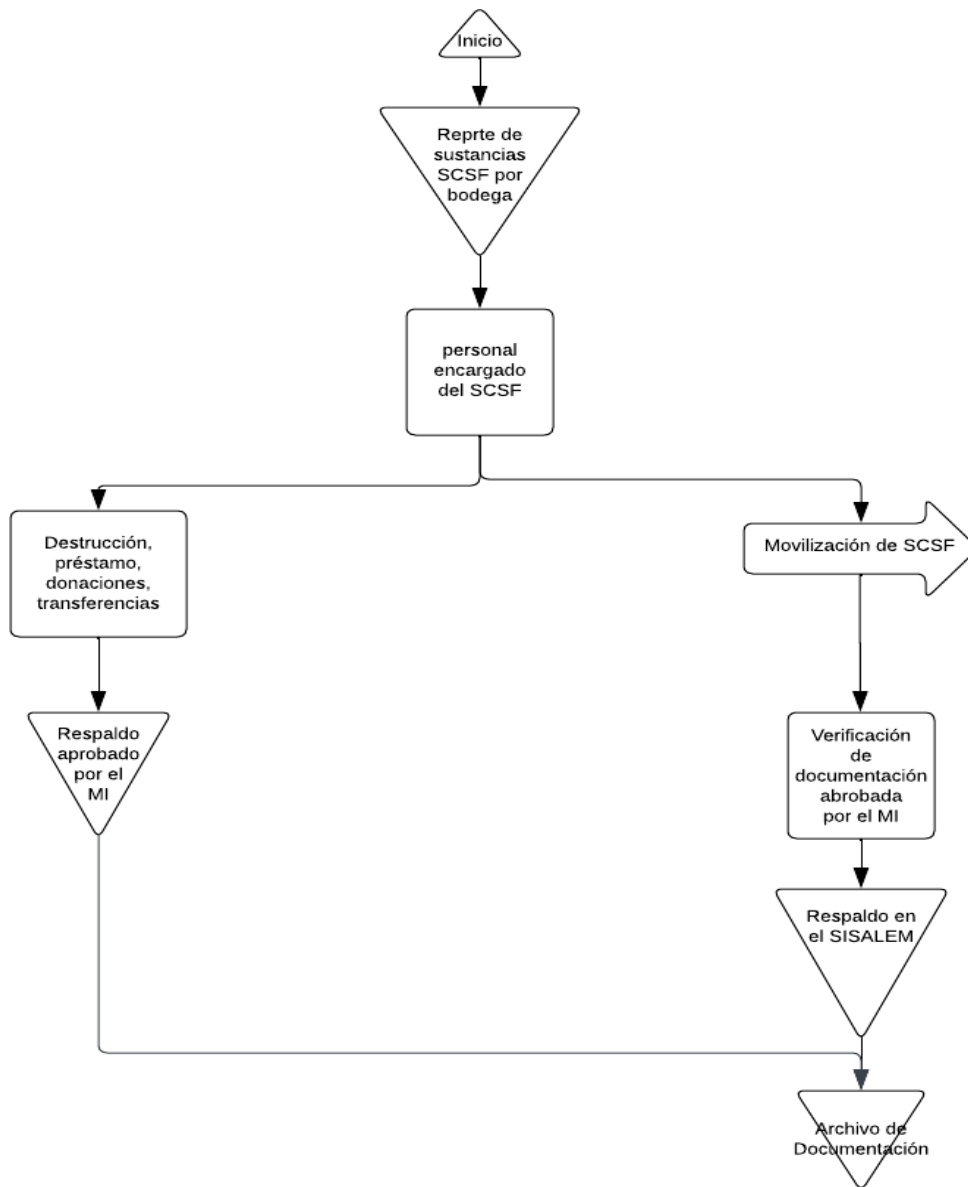 Inicio
Reprte de
sustancias
SCSF por
bodega
personal
encargado
del SCSF
Destrucción,
préstamo,
donaciones,
transferencias
Movilización de SCSF
Respaldo
aprobado
por el
MI
Verificación
de
documentación
abrobada
por el MI
Respaldo en
el SISALEM
Archivo de
Documentación